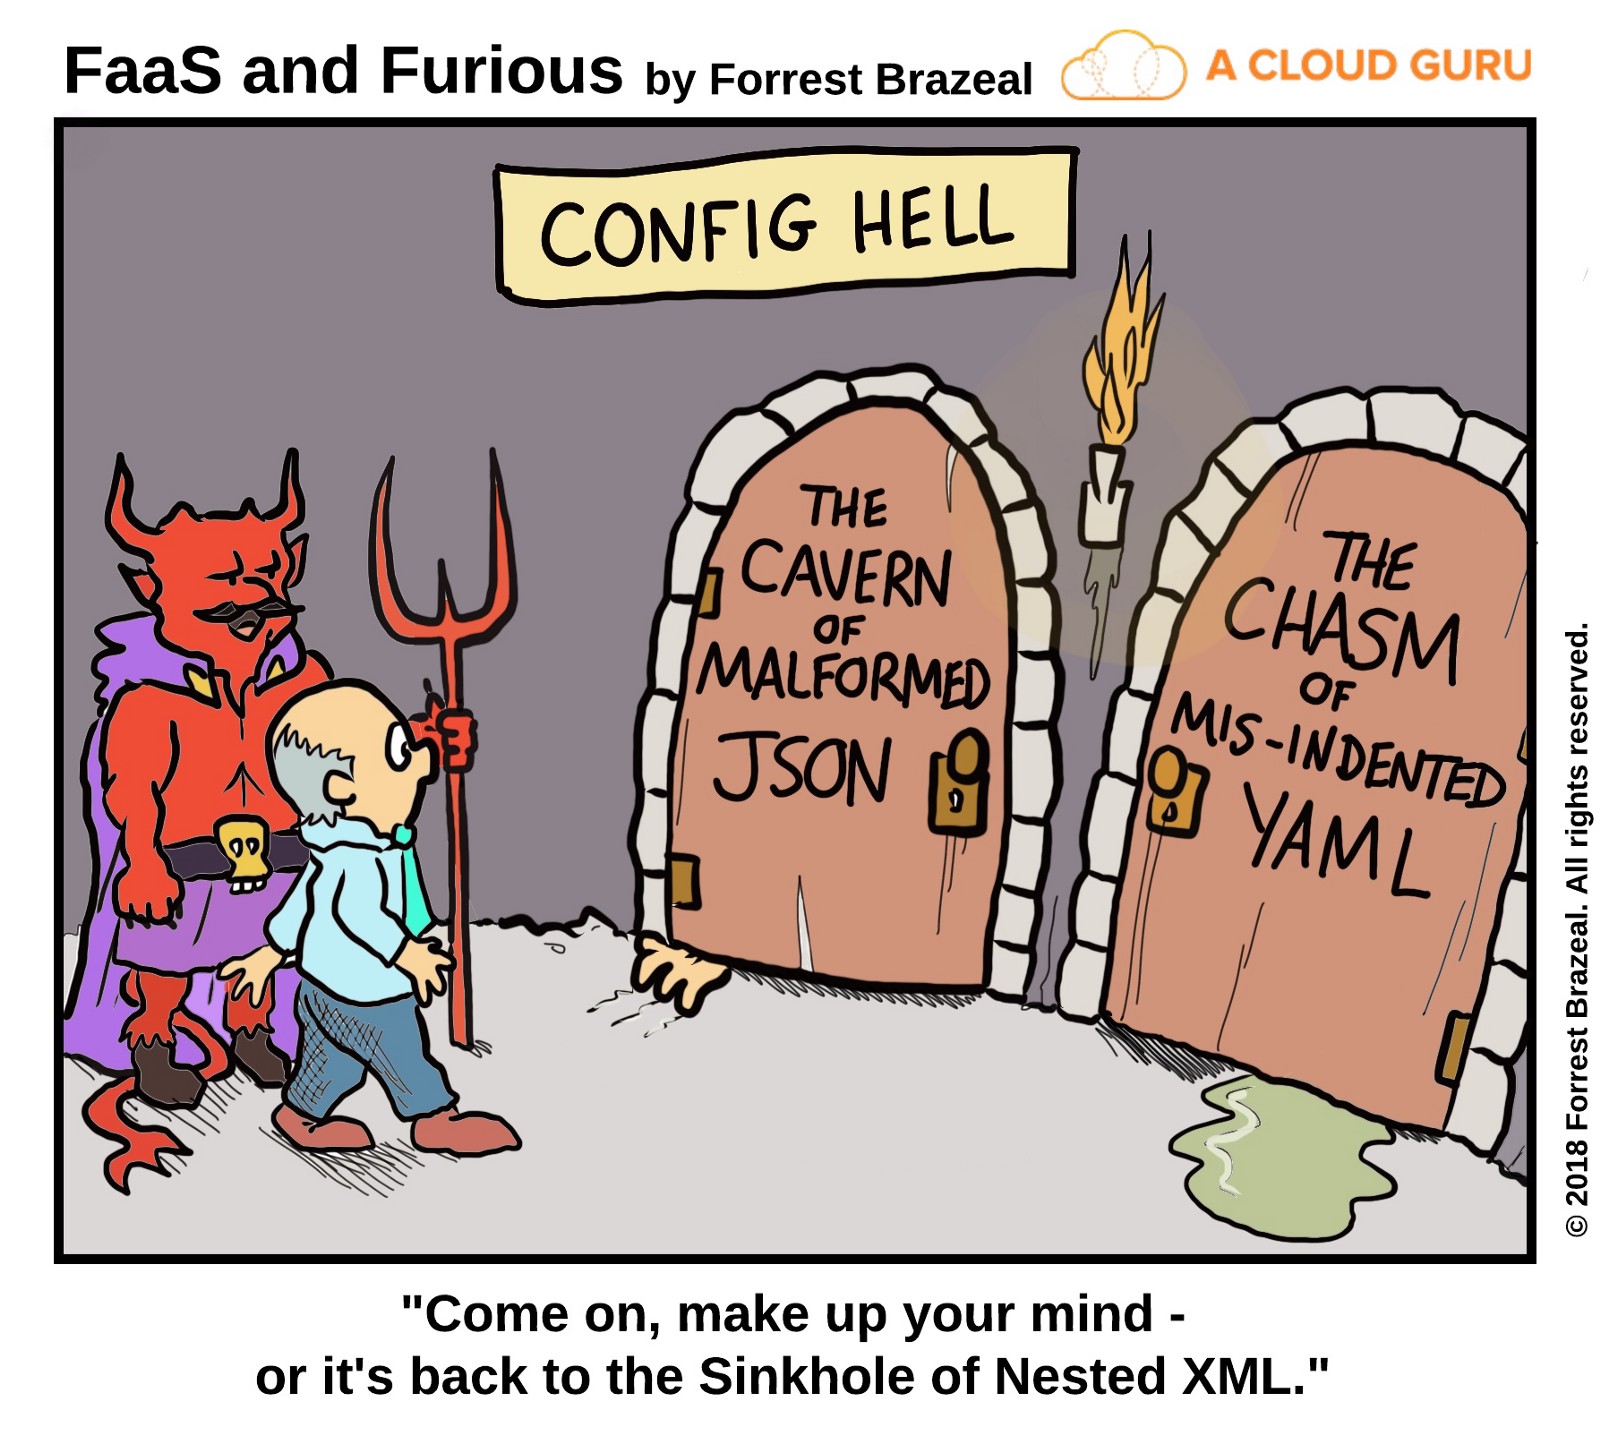 FaaS and Furious by Forrest Brazeal A CLOUD GURU
CONFIG HELL
THE
CAVERN
OF
MALFORMED
JSON
THE
CHASM
OF
MIS-INDENTED
YAML
© 2018 Forrest Brazeal. All rights reserved.
"Come on, make up your mind -
or it's back to the Sinkhole of Nested XML."